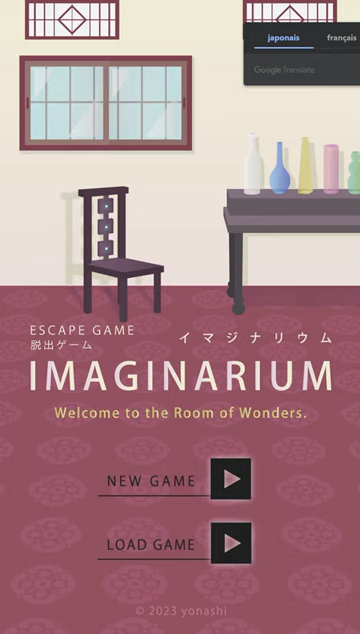 japonais français
Google Translate
ESCAPE GAME
脱出ゲーム
イマジナリウム
IMAGINARIUM
Welcome to the Room of Wonders.
NEW GAME
LOAD GAME
© 2023 yonashi